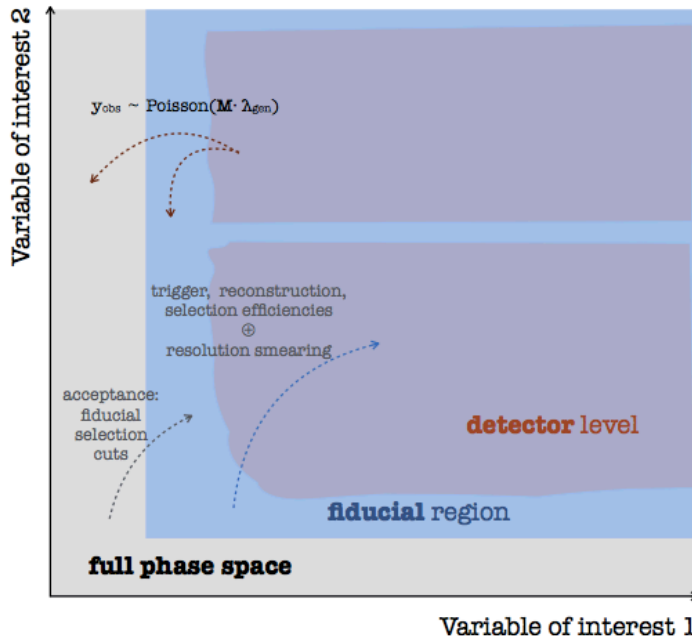 Variable of interest 2
yobs ~ Poisson(M· λgen)
trigger, reconstruction,
selection efficiencies
⊕
resolution smearing
acceptance:
fiducial
selection
cuts
detector level
fiducial region
full phase space
Variable of interest 1